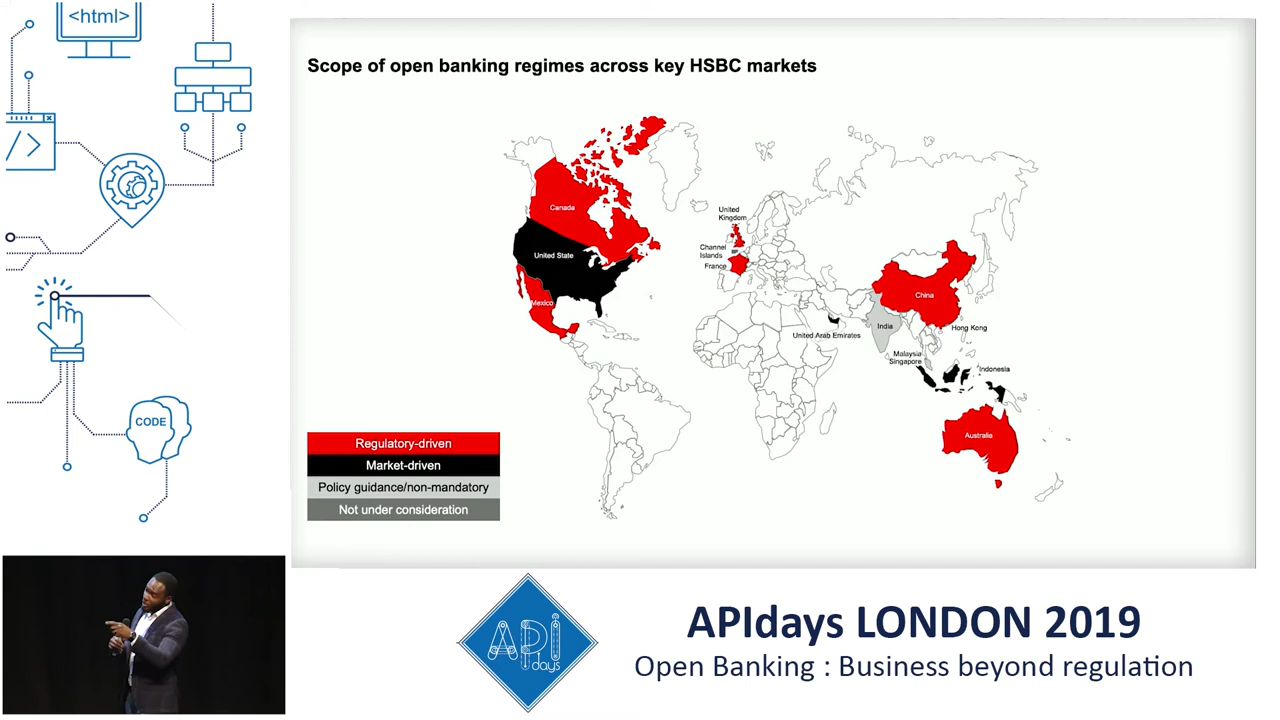 <html>
</>
CODE
Scope of open banking regimes across key HSBC markets
Canada
United State
Mexico
United
Kingdom
Channel
Islands
France
United Arab Emirates
China
India
Hong Kong
Malaysia
Singapore
Indonesia
Australia
Regulatory-driven
Market-driven
Policy guidance/non-mandatory
Not under consideration
API
days
APIdays LONDON 2019
Open Banking : Business beyond regulation